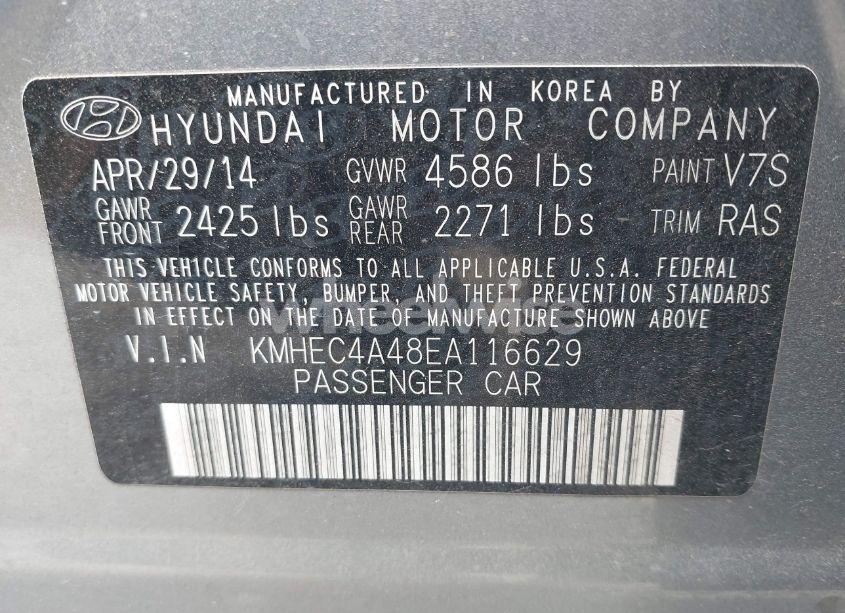 MANUFACTURED IN KOREA BY
HYUNDAI MOTOR COMPANY
APR/29/14 GVWR 4586 lbs PAINT V7S
GAWR FRONT 2425 lbs GAWR REAR 2271 lbs TRIM RAS
THIS VEHICLE CONFORMS TO ALL APPLICABLE U.S.A. FEDERAL
MOTOR VEHICLE SAFETY, BUMPER, AND THEFT PREVENTION STANDARDS
IN EFFECT ON THE DATE OF MANUFACTURE SHOWN ABOVE
V.I.N KMHEC4A48EA116629
PASSENGER CAR